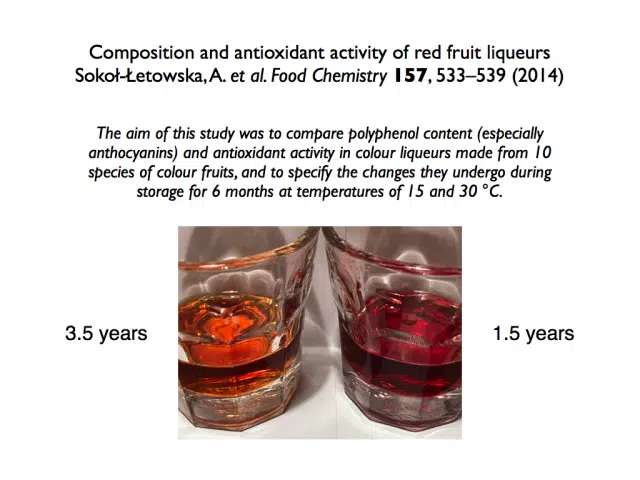 Composition and antioxidant activity of red fruit liqueurs
Sokoł-Łetowska, A. et al. Food Chemistry 157, 533–539 (2014)
The aim of this study was to compare polyphenol content (especially
anthocyanins) and antioxidant activity in colour liqueurs made from 10
species of colour fruits, and to specify the changes they undergo during
storage for 6 months at temperatures of 15 and 30 °C.
3.5 years
1.5 years